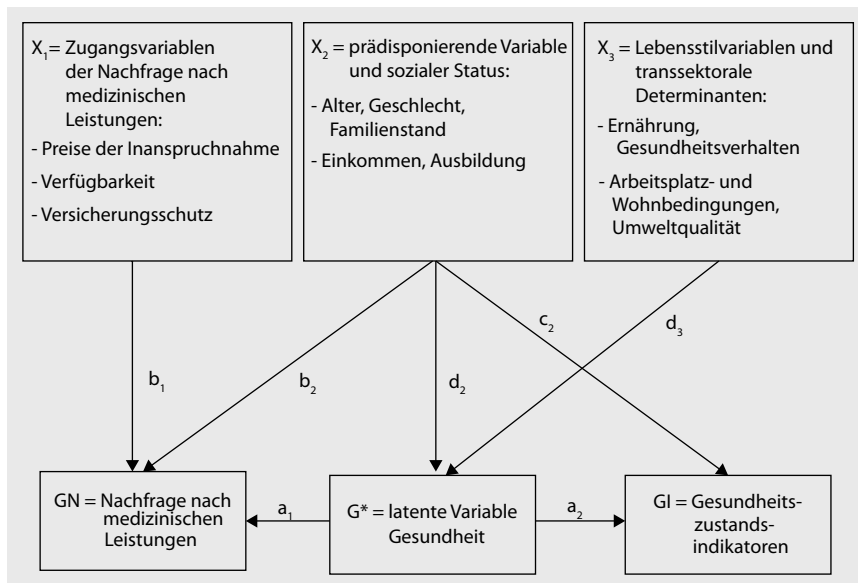 X₁= Zugangsvariablen
der Nachfrage nach
medizinischen
Leistungen:
- Preise der Inanspruchnahme
- Verfügbarkeit
- Versicherungsschutz
X₂ = prädisponierende Variable
und sozialer Status:
- Alter, Geschlecht,
Familienstand
- Einkommen, Ausbildung
X₃ = Lebensstilvariablen und
transsektorale
Determinanten:
- Ernährung,
Gesundheitsverhalten
- Arbeitsplatz- und
Wohnbedingungen,
Umweltqualität
b₁
b₂
d₂
c₂
d₃
GN = Nachfrage nach
medizinischen
Leistungen
a₁
G* = latente Variable
Gesundheit
a₂
GI = Gesundheits-
zustands-
indikatoren